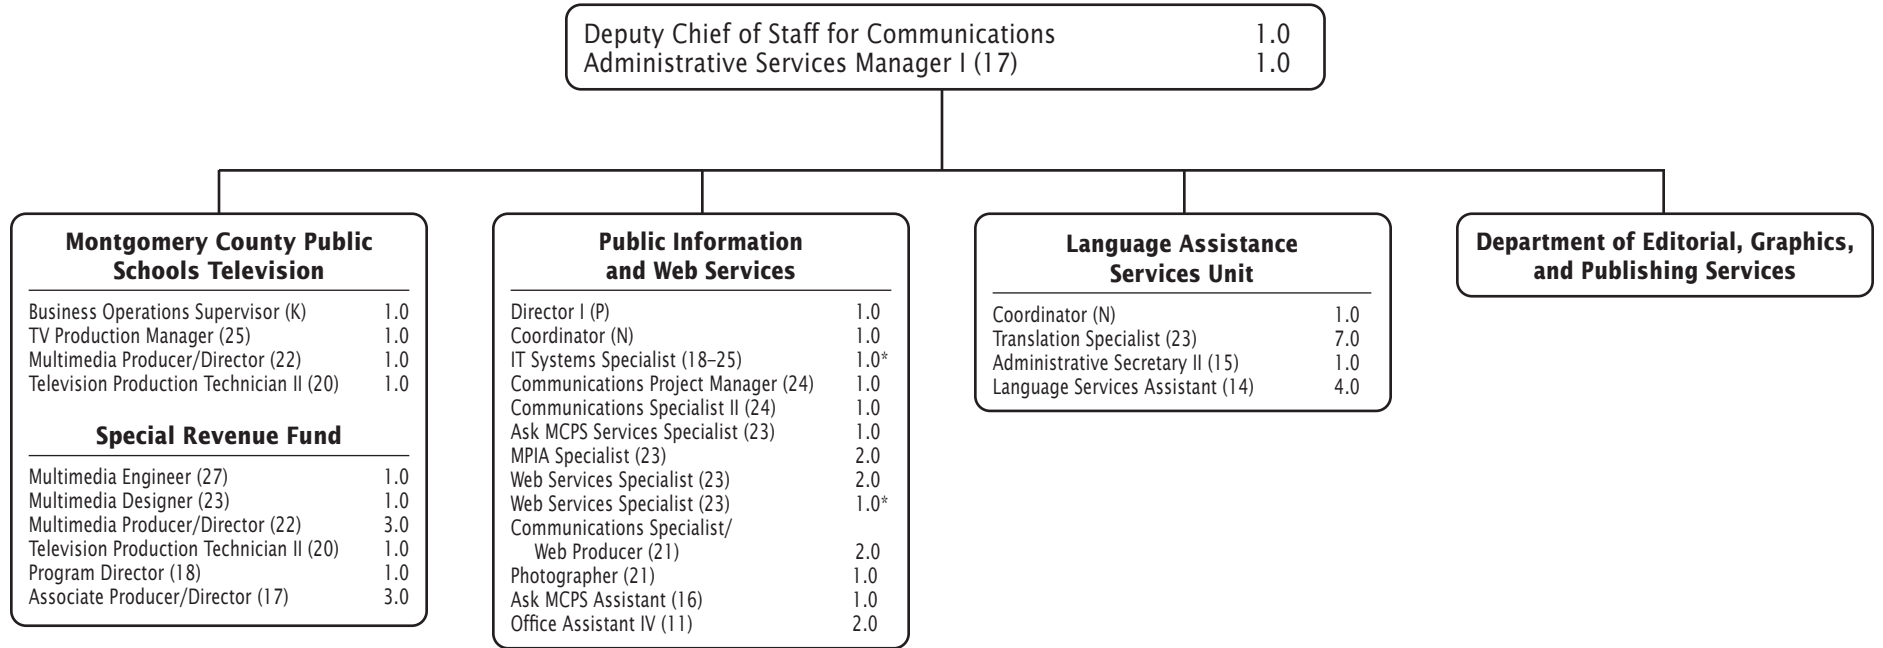 Deputy Chief of Staff for Communications 1.0
Administrative Services Manager I (17) 1.0
Montgomery County Public
Schools Television
Business Operations Supervisor (K) 1.0
TV Production Manager (25) 1.0
Multimedia Producer/Director (22) 1.0
Television Production Technician II (20) 1.0
Special Revenue Fund
Multimedia Engineer (27) 1.0
Multimedia Designer (23) 1.0
Multimedia Producer/Director (22) 3.0
Television Production Technician II (20) 1.0
Program Director (18) 1.0
Associate Producer/Director (17) 3.0
Public Information
and Web Services
Director I (P) 1.0
Coordinator (N) 1.0
IT Systems Specialist (18–25) 1.0*
Communications Project Manager (24) 1.0
Communications Specialist II (24) 1.0
Ask MCPS Services Specialist (23) 1.0
MPIA Specialist (23) 2.0
Web Services Specialist (23) 2.0
Web Services Specialist (23) 1.0*
Communications Specialist/
Web Producer (21) 2.0
Photographer (21) 1.0
Ask MCPS Assistant (16) 1.0
Office Assistant IV (11) 2.0
Language Assistance
Services Unit
Coordinator (N) 1.0
Translation Specialist (23) 7.0
Administrative Secretary II (15) 1.0
Language Services Assistant (14) 4.0
Department of Editorial, Graphics,
and Publishing Services